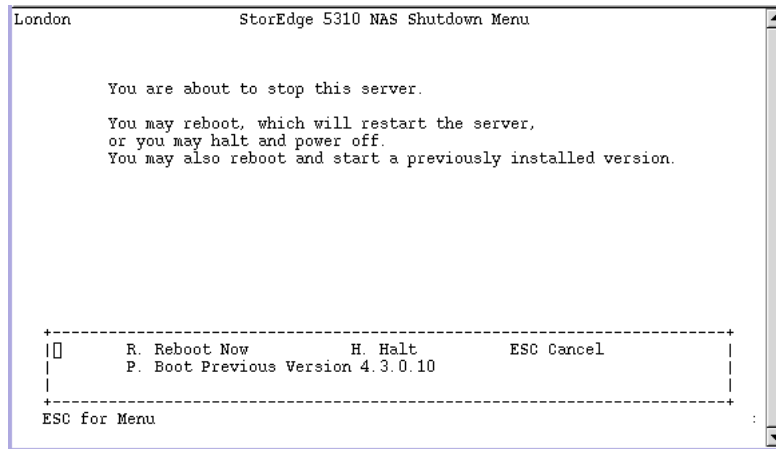 London StorEdge 5310 NAS Shutdown Menu
You are about to stop this server.
You may reboot, which will restart the server,
or you may halt and power off.
You may also reboot and start a previously installed version.
R. Reboot Now H. Halt ESC Cancel
P. Boot Previous Version 4.3.0.10
ESC for Menu :